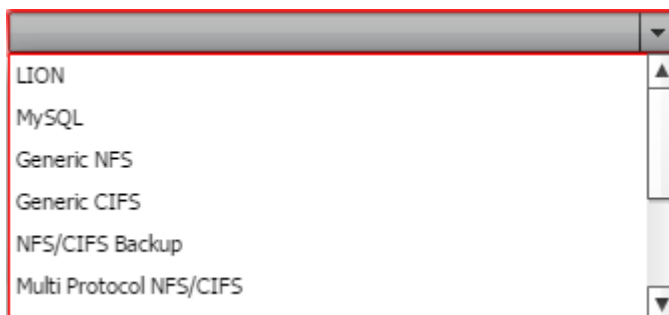 LION
MySQL
Generic NFS
Generic CIFS
NFS/CIFS Backup
Multi Protocol NFS/CIFS